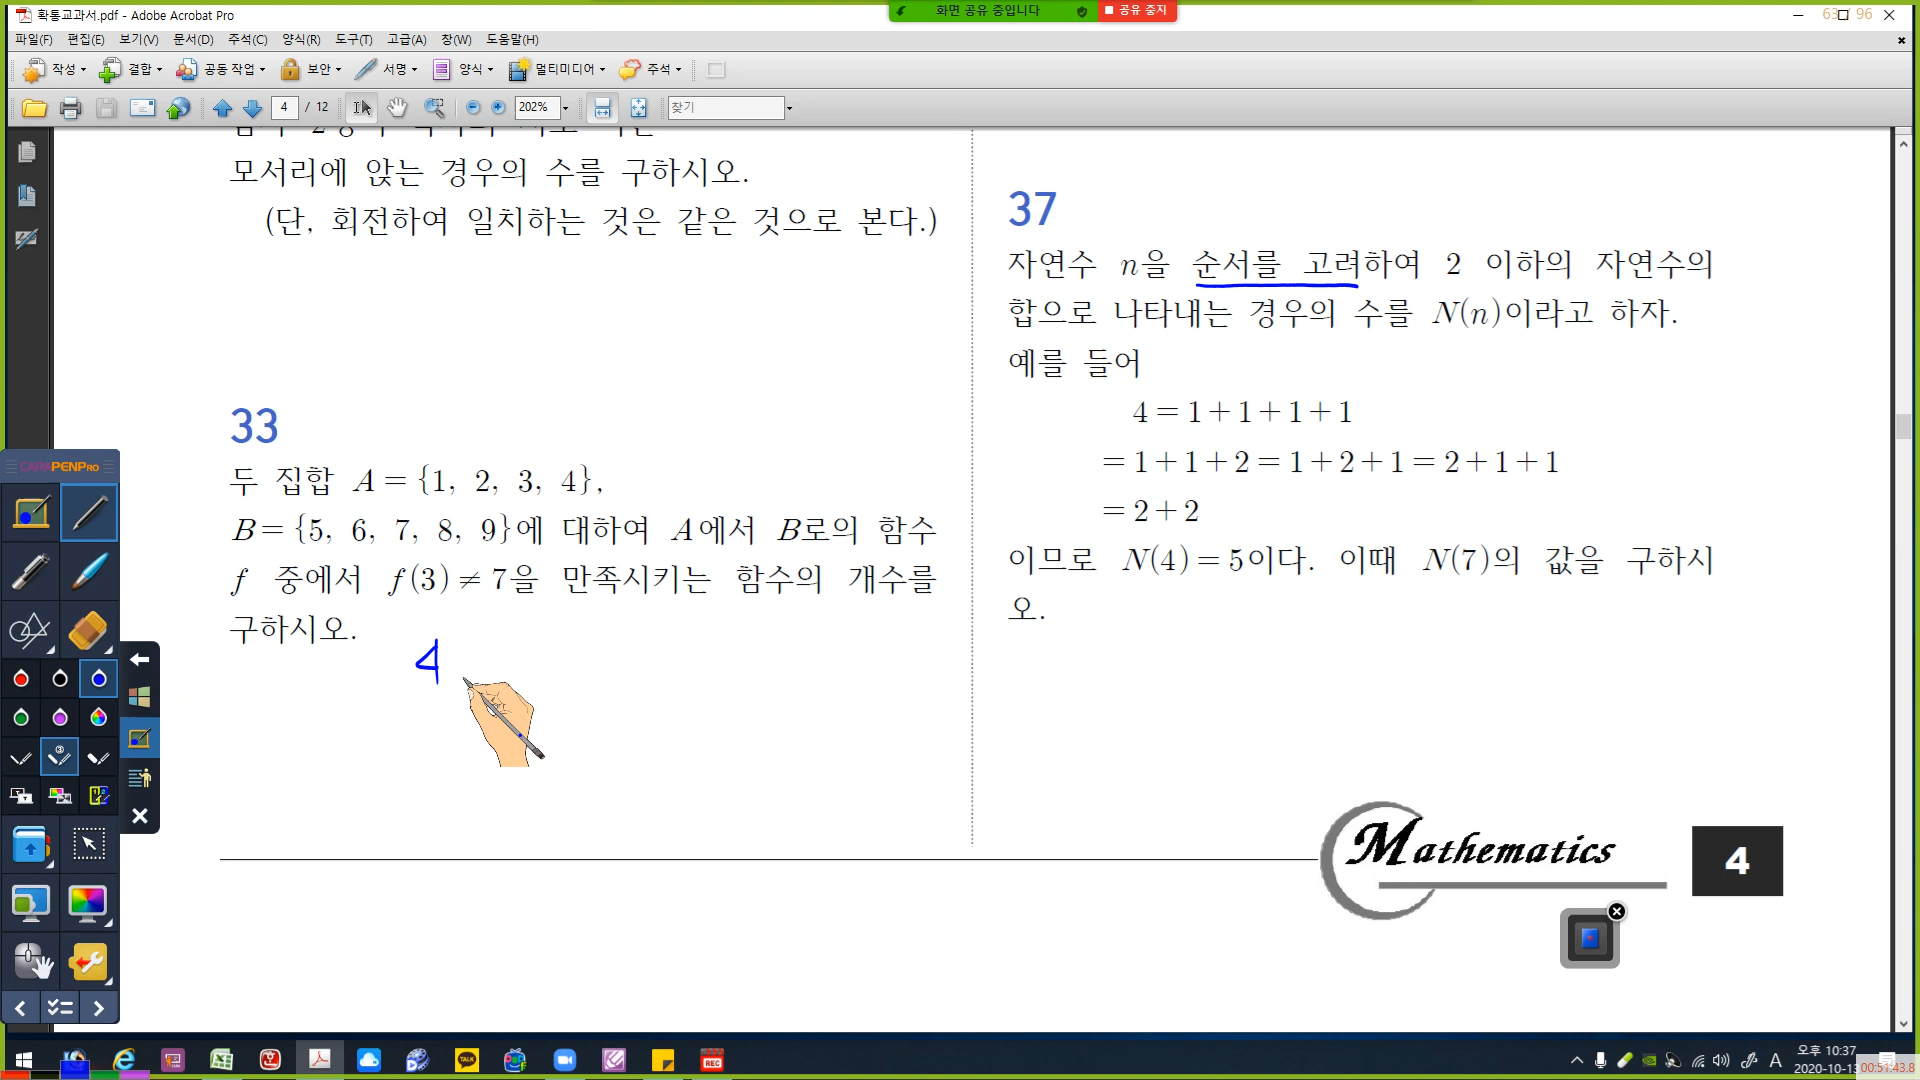 확통교과서.pdf - Adobe Acrobat Pro
화면 공유 중입니다
공유 중지
63 / 96
파일(F) 편집(E) 보기(V) 문서(D) 주석(C) 양식(R) 도구(T) 고급(A) 창(W) 도움말(H)
작성 결합 공동 작업 보안 서명 양식 멀티미디어 주석
4 / 12 202% 찾기
모서리에 앉는 경우의 수를 구하시오.
(단, 회전하여 일치하는 것은 같은 것으로 본다.)
33
두 집합 A = {1, 2, 3, 4},
B = {5, 6, 7, 8, 9}에 대하여 A에서 B로의 함수
f 중에서 f(3) ≠ 7을 만족시키는 함수의 개수를
구하시오.
4
37
자연수 n을 순서를 고려하여 2 이하의 자연수의
합으로 나타내는 경우의 수를 N(n)이라고 하자.
예를 들어
4 = 1 + 1 + 1 + 1
= 1 + 1 + 2 = 1 + 2 + 1 = 2 + 1 + 1
= 2 + 2
이므로 N(4) = 5이다. 이때 N(7)의 값을 구하시
오.
Mathematics
4
CARAPENPRO
③
TALK
REC
A
오후 10:37
2020-10-13
00:51:43.8